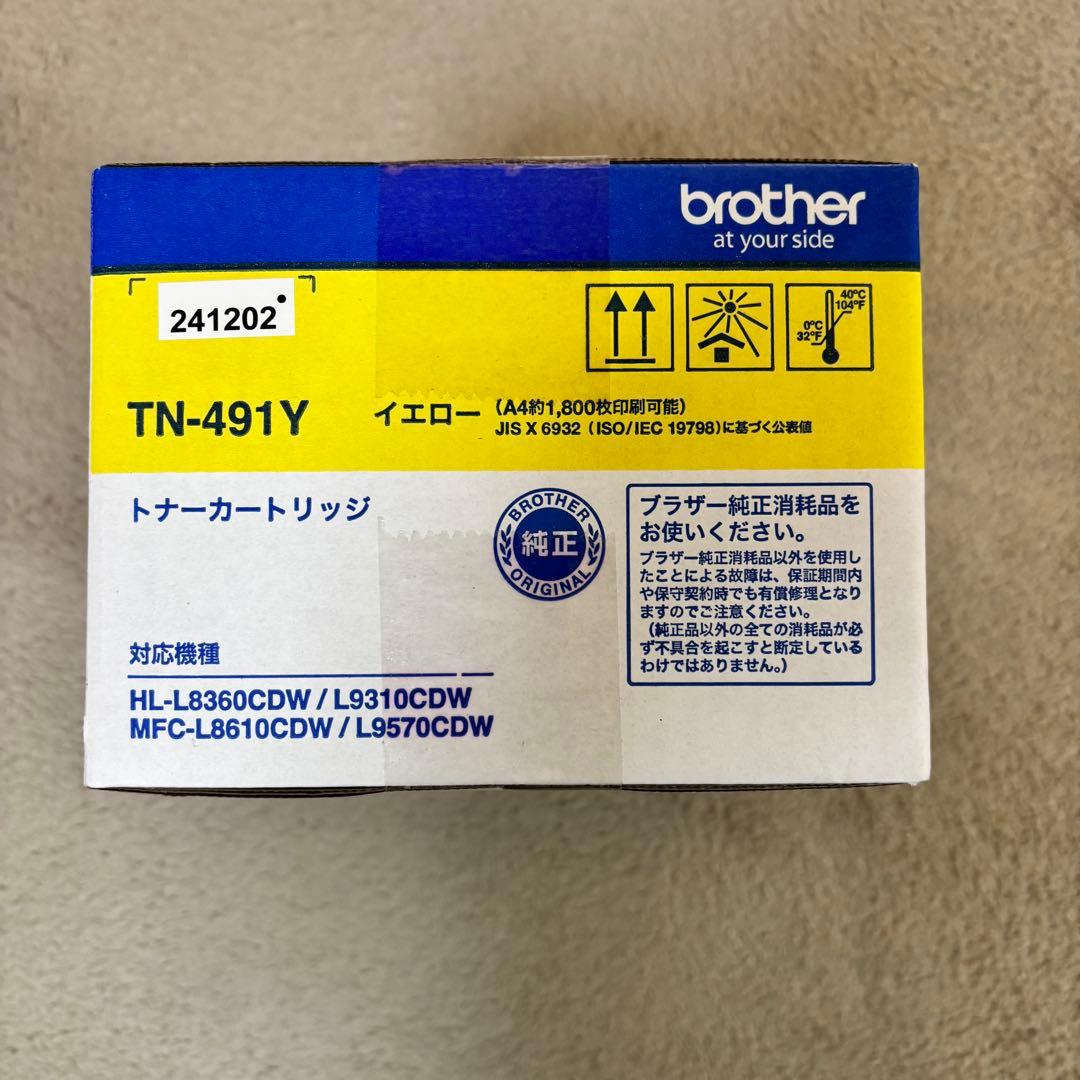 brother
at your side
241202
40℃
104°F
0℃
32°F
TN-491Y イエロー (A4約1,800枚印刷可能)
JIS X 6932 (ISO/IEC 19798)に基づく公表値
トナーカートリッジ
BROTHER
純正
ORIGINAL
ブラザー純正消耗品を
お使いください。
ブラザー純正消耗品以外を使用し
たことによる故障は、保証期間内
や保守契約時でも有償修理となり
ますのでご注意ください。
(純正品以外の全ての消耗品が必
ず不具合を起こすと断定している
わけではありません。)
対応機種
HL-L8360CDW / L9310CDW
MFC-L8610CDW / L9570CDW